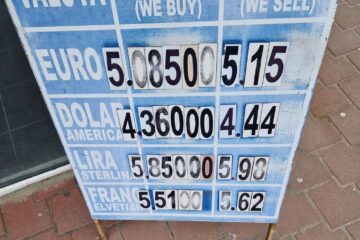 VALUTA (WE BUY) (WE SELL)
EURO 5.08500 5.15
DOLAR AMERICAN 4.36000 4.44
LIRA STERLINA 5.85000 5.98
FRANC ELVETIAN 5.5100 5.62